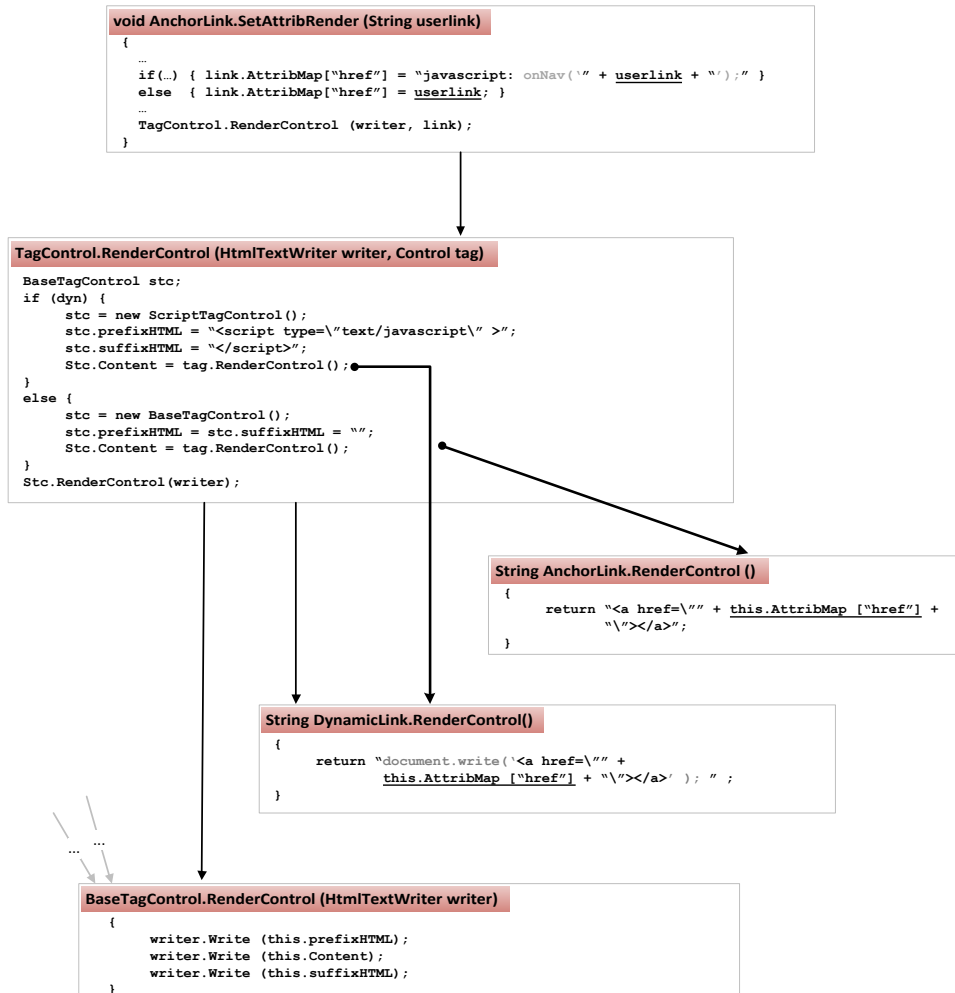 void AnchorLink.SetAttribRender (String userlink)
{
…
if(…) { link.AttribMap[“href”] = “javascript: onNav(‘” + userlink + “’);” }
else { link.AttribMap[“href”] = userlink; }
…
TagControl.RenderControl (writer, link);
}
TagControl.RenderControl (HtmlTextWriter writer, Control tag)
BaseTagControl stc;
if (dyn) {
stc = new ScriptTagControl();
stc.prefixHTML = “<script type=\”text/javascript\” >”;
stc.suffixHTML = “</script>”;
Stc.Content = tag.RenderControl();
}
else {
stc = new BaseTagControl();
stc.prefixHTML = stc.suffixHTML = “”;
Stc.Content = tag.RenderControl();
}
Stc.RenderControl(writer);
String AnchorLink.RenderControl ()
{
return “<a href=\”” + this.AttribMap [“href”] +
“\”></a>”;
}
String DynamicLink.RenderControl()
{
return “document.write(‘<a href=\”” +
this.AttribMap [“href”] + “\”></a>’ ); ” ;
}
…
…
BaseTagControl.RenderControl (HtmlTextWriter writer)
{
writer.Write (this.prefixHTML);
writer.Write (this.Content);
writer.Write (this.suffixHTML);
}